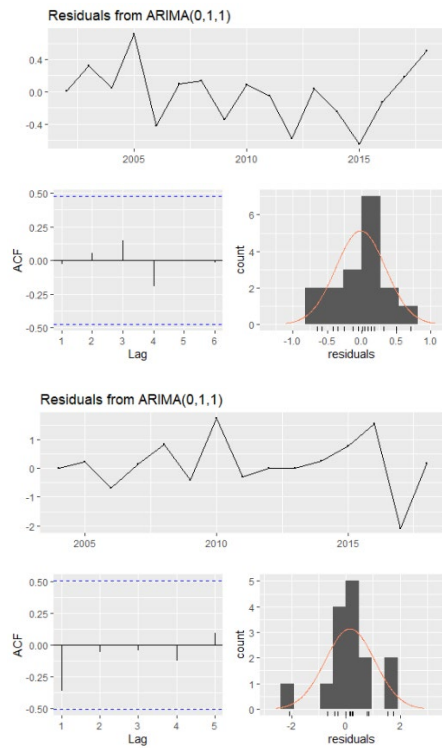 Residuals from ARIMA(0,1,1)
0.4
0.0
-0.4
2005 2010 2015
0.50
0.25
0.00
-0.25
-0.50
ACF
1 2 3 4 5 6
Lag
6
4
2
0
count
-1.0 -0.5 0.0 0.5 1.0
residuals
Residuals from ARIMA(0,1,1)
1
0
-1
-2
2005 2010 2015
0.50
0.25
0.00
-0.25
-0.50
ACF
1 2 3 4 5
Lag
5
4
3
2
1
0
count
-2 0 2
residuals